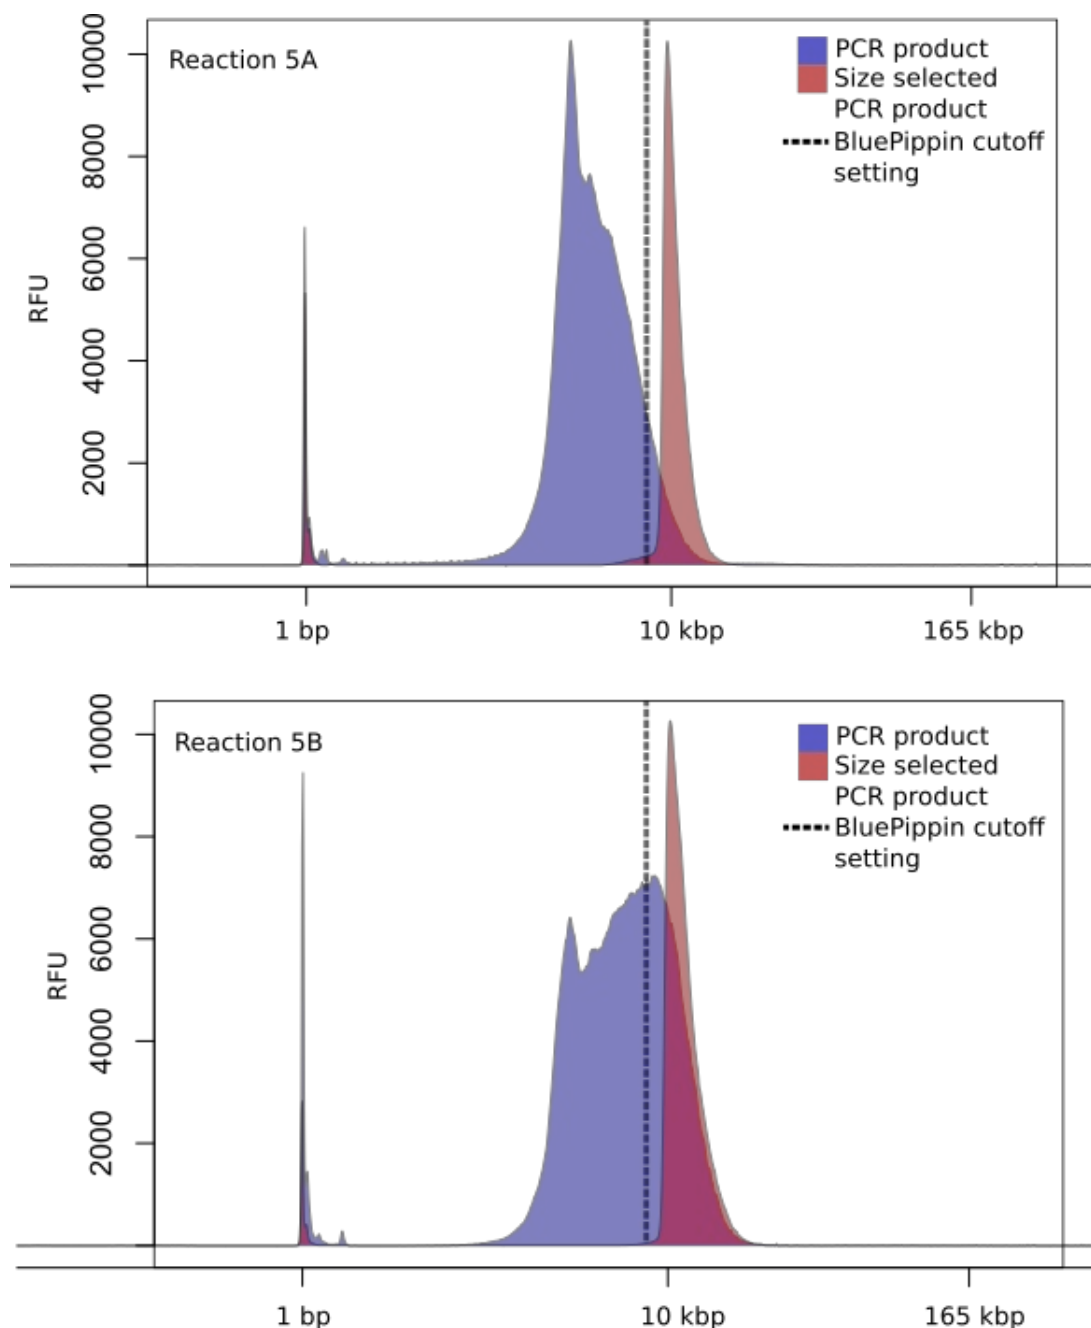 Reaction 5A
PCR product
Size selected
PCR product
BluePippin cutoff
setting
RFU
10000
8000
6000
4000
2000
1 bp
10 kbp
165 kbp
Reaction 5B
PCR product
Size selected
PCR product
BluePippin cutoff
setting
RFU
10000
8000
6000
4000
2000
1 bp
10 kbp
165 kbp